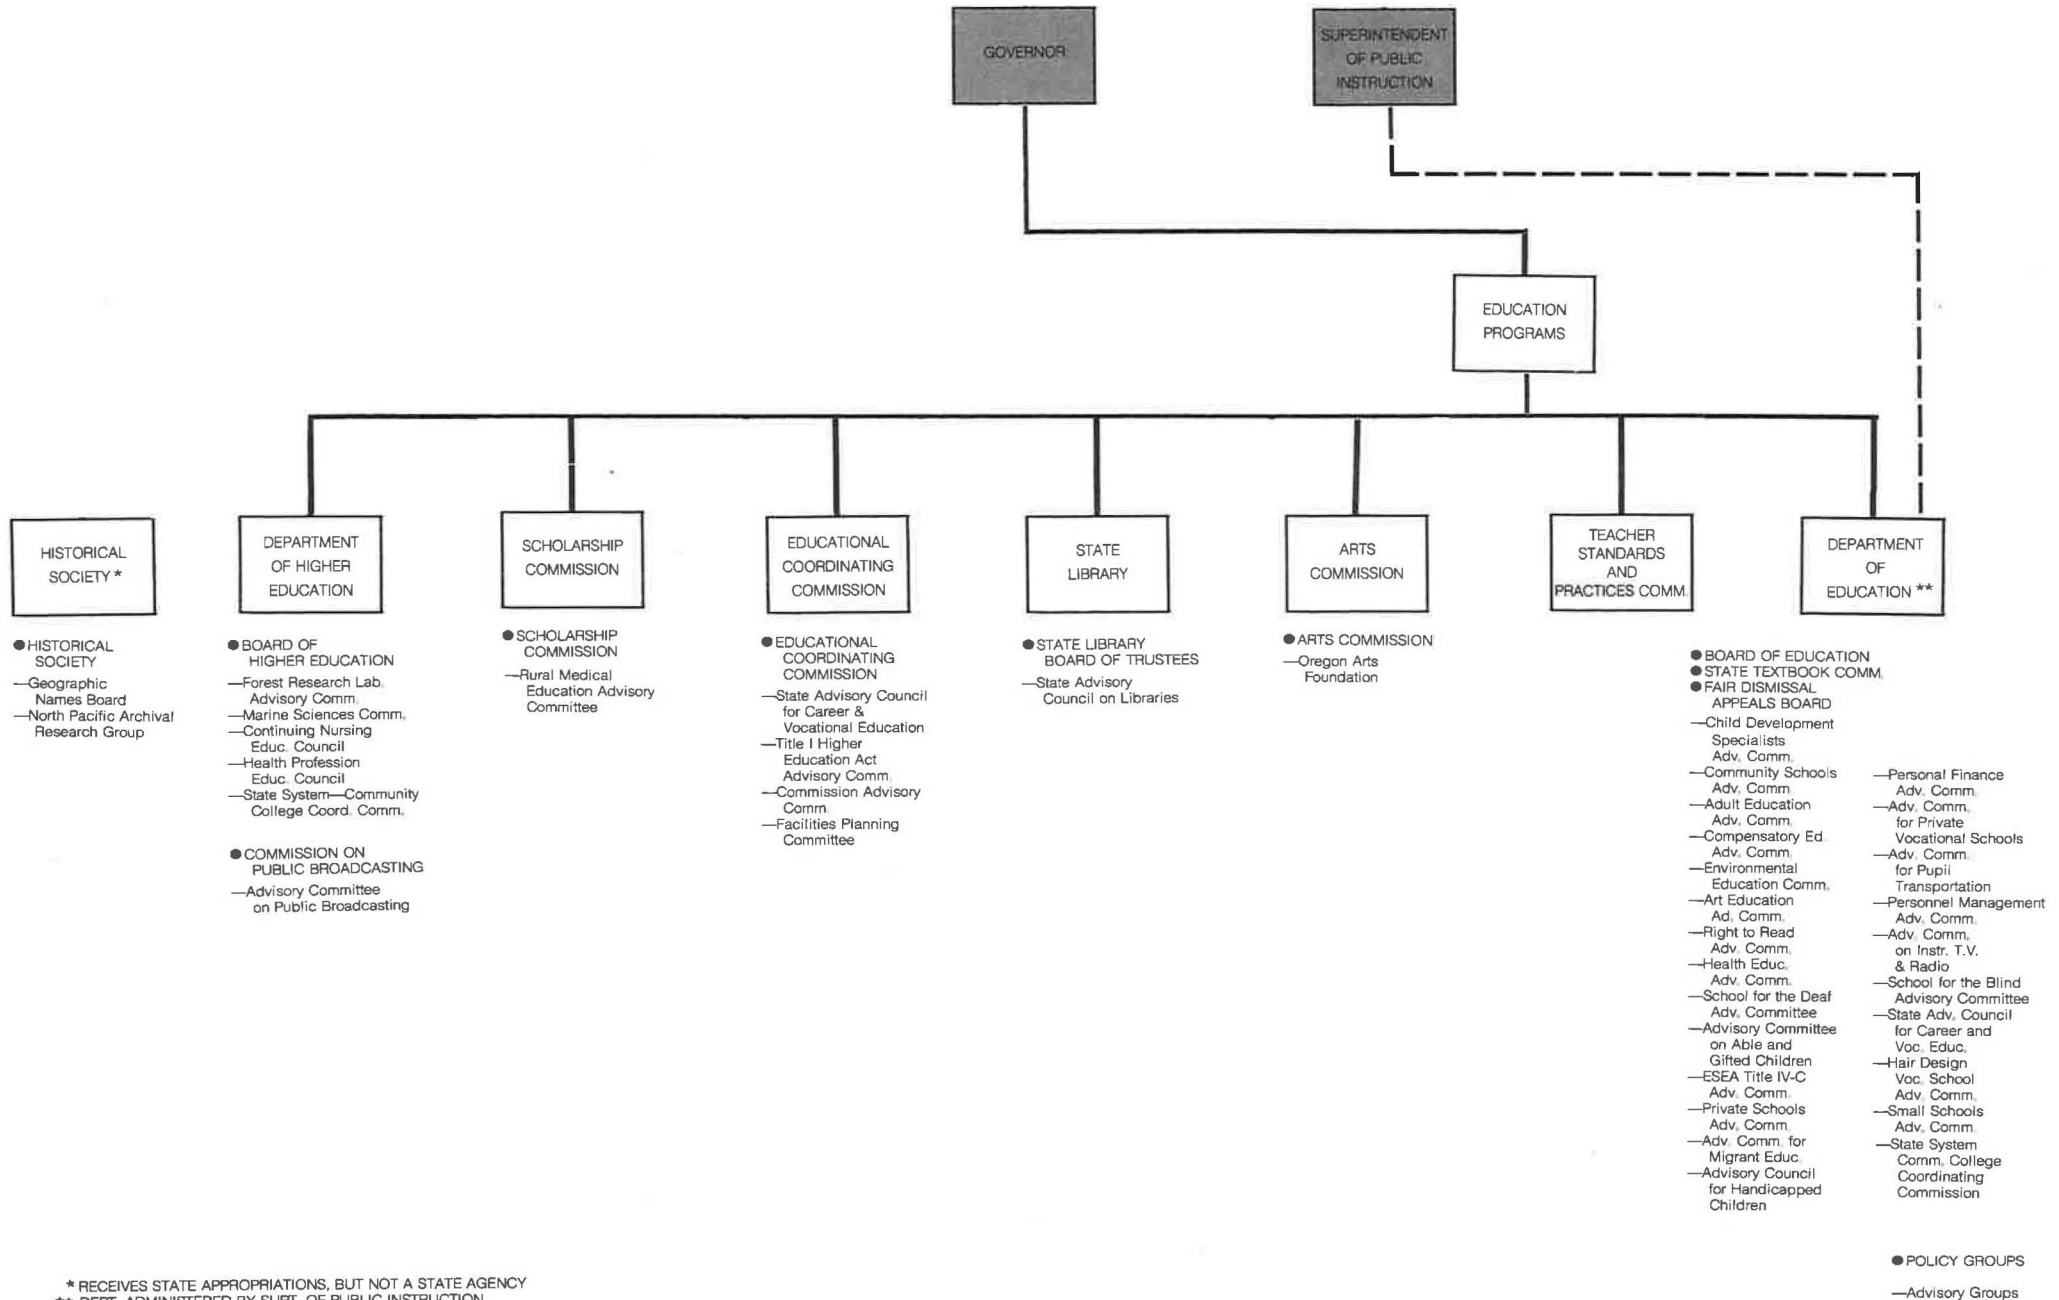 GOVERNOR
SUPERINTENDENT
OF PUBLIC
INSTRUCTION
EDUCATION
PROGRAMS
HISTORICAL
SOCIETY *
DEPARTMENT
OF HIGHER
EDUCATION
SCHOLARSHIP
COMMISSION
EDUCATIONAL
COORDINATING
COMMISSION
STATE
LIBRARY
ARTS
COMMISSION
TEACHER
STANDARDS
AND
PRACTICES COMM.
DEPARTMENT
OF
EDUCATION **
● HISTORICAL
SOCIETY
—Geographic
Names Board
—North Pacific Archival
Research Group
● BOARD OF
HIGHER EDUCATION
—Forest Research Lab.
Advisory Comm.
—Marine Sciences Comm.
—Continuing Nursing
Educ. Council
—Health Profession
Educ. Council
—State System—Community
College Coord. Comm.
● COMMISSION ON
PUBLIC BROADCASTING
—Advisory Committee
on Public Broadcasting
● SCHOLARSHIP
COMMISSION
—Rural Medical
Education Advisory
Committee
● EDUCATIONAL
COORDINATING
COMMISSION
—State Advisory Council
for Career &
Vocational Education
—Title I Higher
Education Act
Advisory Comm.
—Commission Advisory
Comm.
—Facilities Planning
Committee
● STATE LIBRARY
BOARD OF TRUSTEES
—State Advisory
Council on Libraries
● ARTS COMMISSION
—Oregon Arts
Foundation
● BOARD OF EDUCATION
● STATE TEXTBOOK COMM.
● FAIR DISMISSAL
APPEALS BOARD
—Child Development
Specialists
Adv. Comm.
—Community Schools
Adv. Comm.
—Adult Education
Adv. Comm.
—Compensatory Ed.
Adv. Comm.
—Environmental
Education Comm.
—Art Education
Ad. Comm.
—Right to Read
Adv. Comm.
—Health Educ.
Adv. Comm.
—School for the Deaf
Adv. Committee
—Advisory Committee
on Able and
Gifted Children
—ESEA Title IV-C
Adv. Comm.
—Private Schools
Adv. Comm.
—Adv. Comm. for
Migrant Educ.
—Advisory Council
for Handicapped
Children
—Personal Finance
Adv. Comm.
—Adv. Comm.
for Private
Vocational Schools
—Adv. Comm.
for Pupil
Transportation
—Personnel Management
Adv. Comm.
—Adv. Comm.
on Instr. T.V.
& Radio
—School for the Blind
Advisory Committee
—State Adv. Council
for Career and
Voc. Educ.
—Hair Design
Voc. School
Adv. Comm.
—Small Schools
Adv. Comm.
—State System
Comm. College
Coordinating
Commission
● POLICY GROUPS
—Advisory Groups
* RECEIVES STATE APPROPRIATIONS, BUT NOT A STATE AGENCY
** DEPT. ADMINISTERED BY SUPT. OF PUBLIC INSTRUCTION